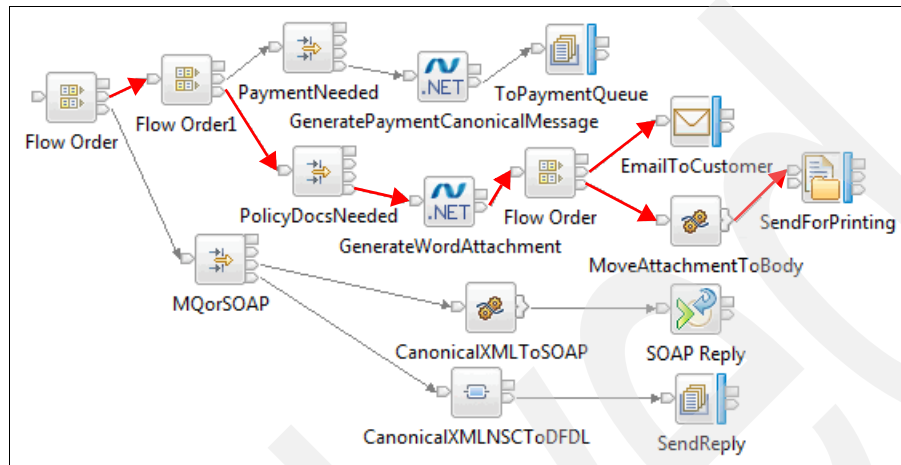 PaymentNeeded
.NET
ToPaymentQueue
Flow Order
Flow Order1
GeneratePaymentCanonicalMessage
EmailToCustomer
PolicyDocsNeeded
.NET
Flow Order
SendForPrinting
GenerateWordAttachment
MoveAttachmentToBody
MQorSOAP
CanonicalXMLToSOAP
SOAP Reply
CanonicalXMLNSCToDFDL
SendReply